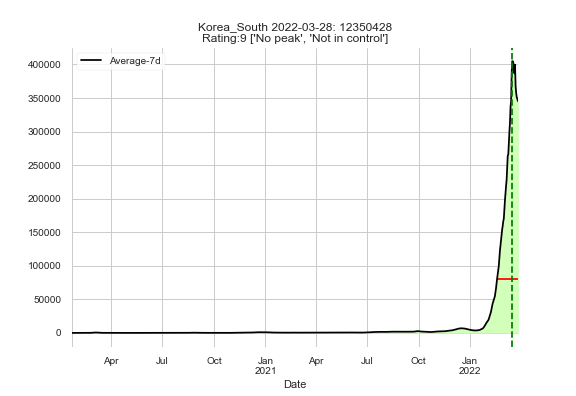 Korea_South 2022-03-28: 12350428
Rating:9 ['No peak', 'Not in control']
Average-7d
400000
350000
300000
250000
200000
150000
100000
50000
0
Apr Jul Oct Jan Apr Jul Oct Jan
2021 2022
Date